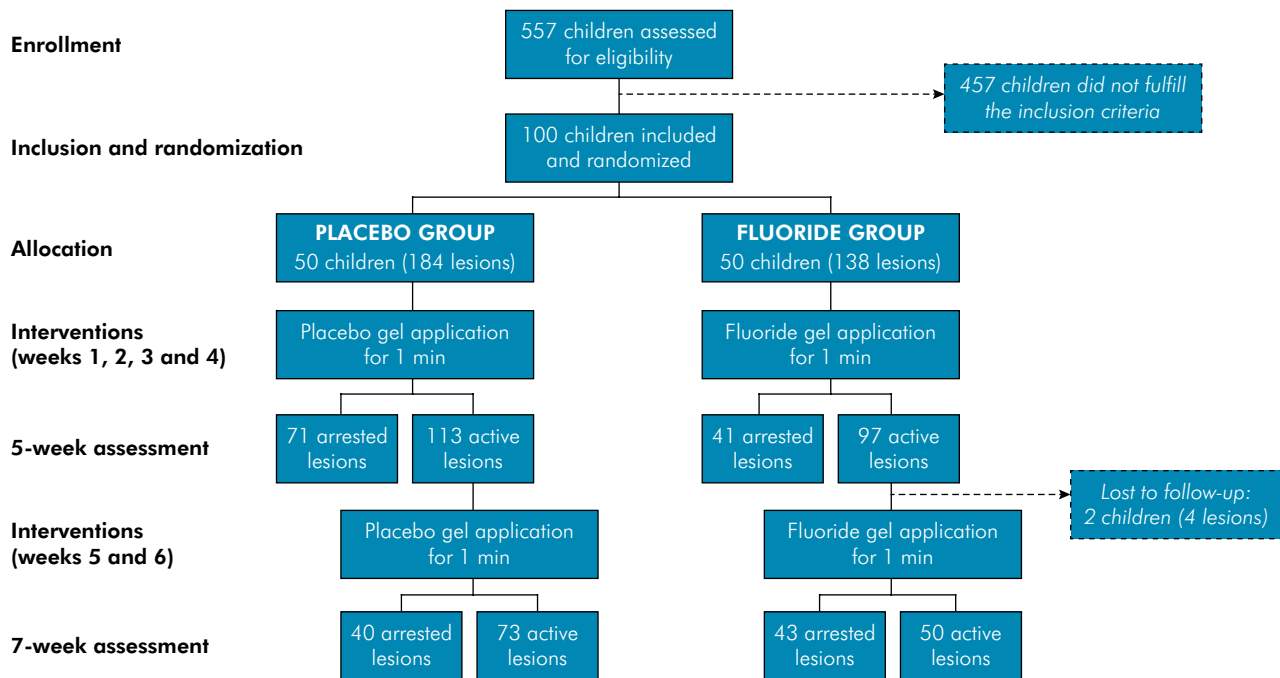 Enrollment
557 children assessed
for eligibility
457 children did not fulfill
the inclusion criteria
Inclusion and randomization
100 children included
and randomized
Allocation
PLACEBO GROUP
50 children (184 lesions)
FLUORIDE GROUP
50 children (138 lesions)
Interventions
(weeks 1, 2, 3 and 4)
Placebo gel application
for 1 min
Fluoride gel application
for 1 min
5-week assessment
71 arrested
lesions
113 active
lesions
41 arrested
lesions
97 active
lesions
Lost to follow-up:
2 children (4 lesions)
Interventions
(weeks 5 and 6)
Placebo gel application
for 1 min
Fluoride gel application
for 1 min
7-week assessment
40 arrested
lesions
73 active
lesions
43 arrested
lesions
50 active
lesions